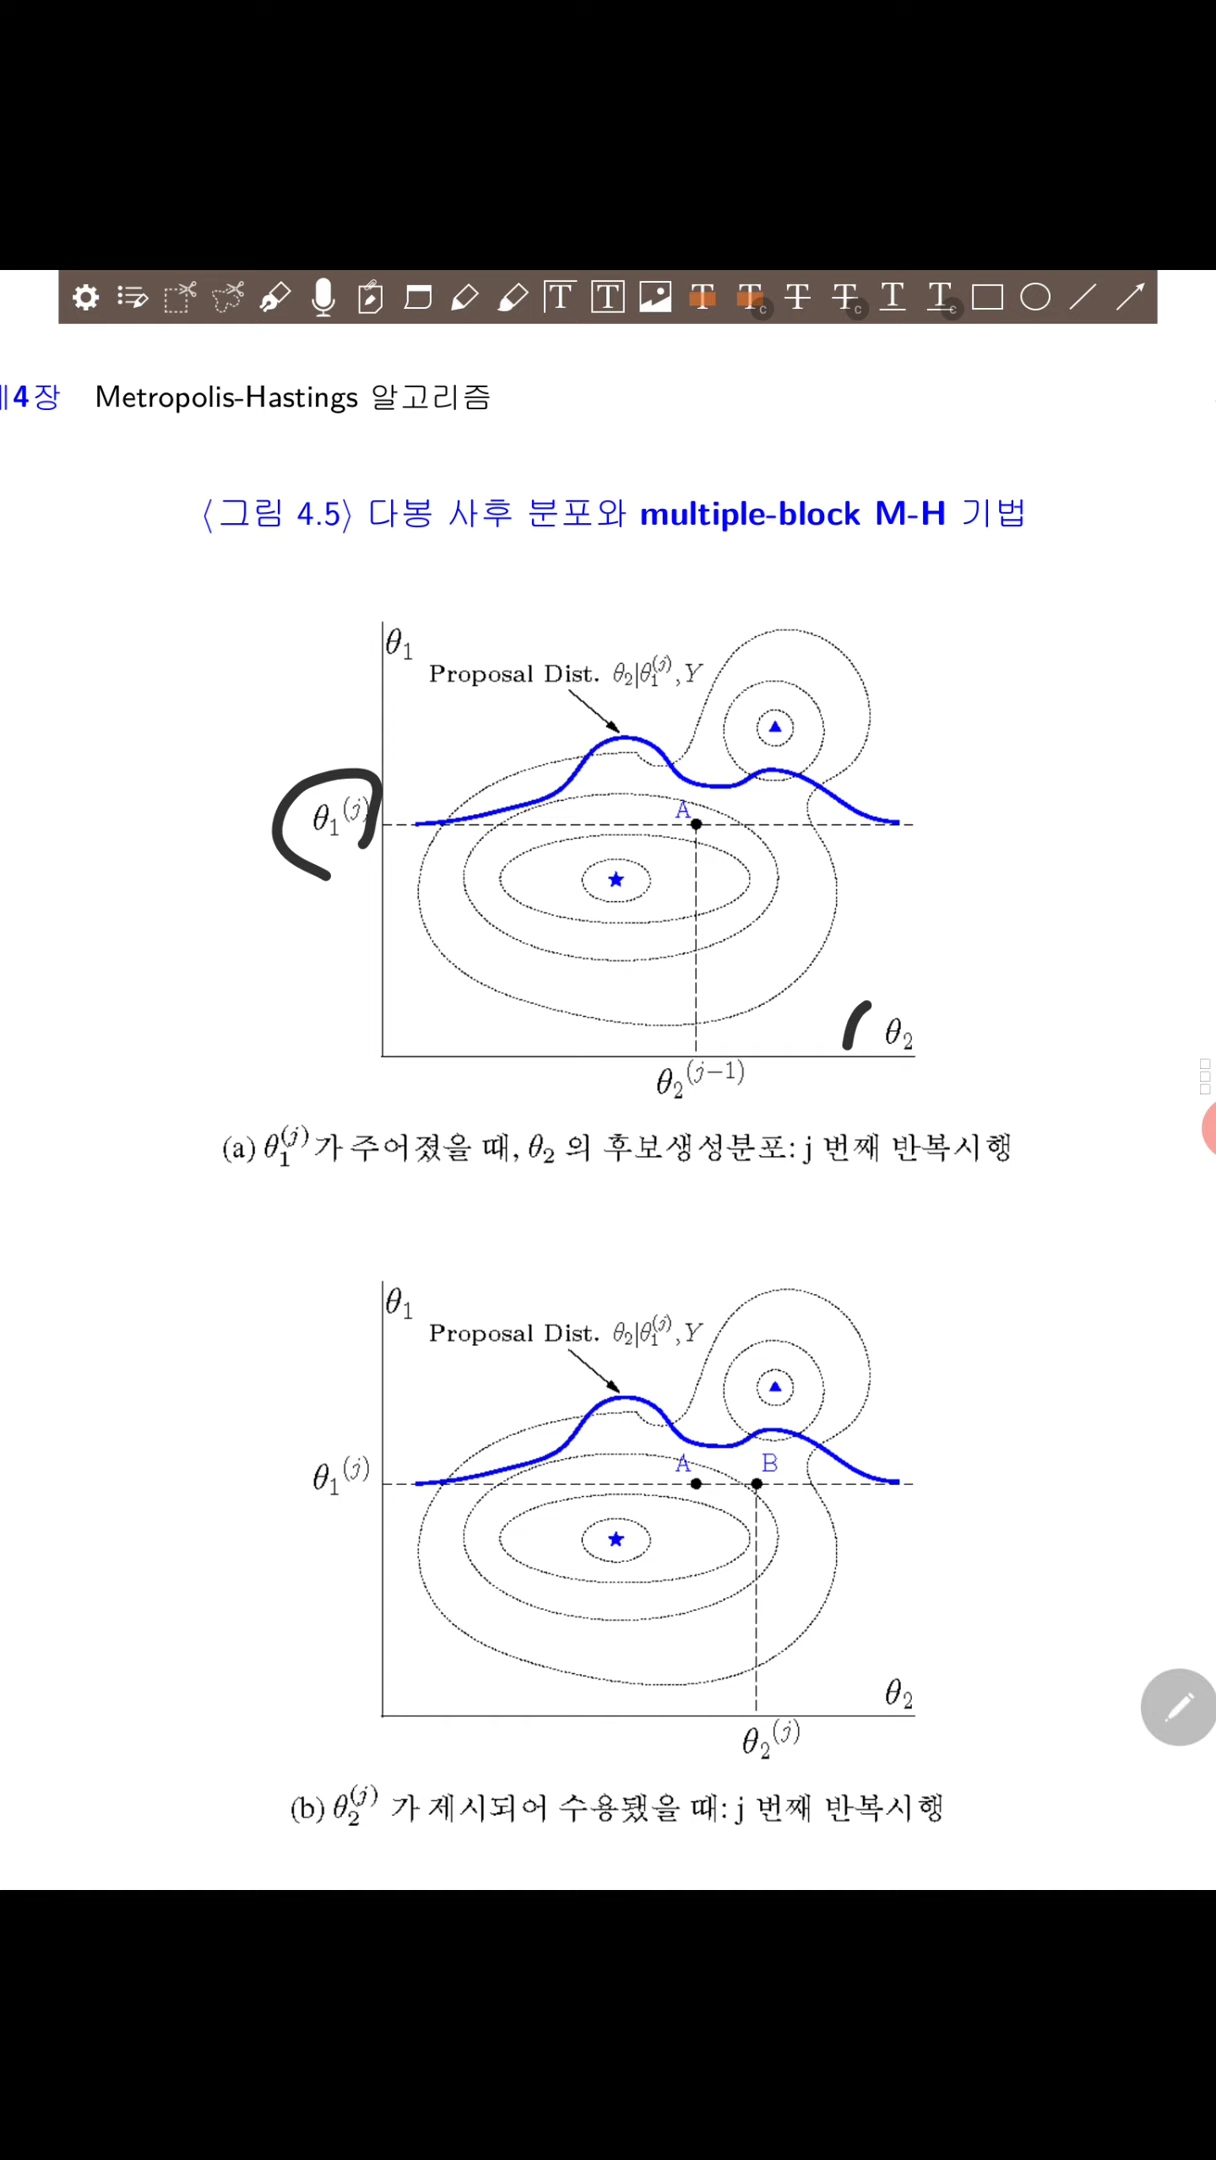 제4장 Metropolis-Hastings 알고리즘
〈그림 4.5〉 다봉 사후 분포와 multiple-block M-H 기법
θ₁
Proposal Dist. θ₂|θ₁⁽ʲ⁾, Y
θ₁⁽ʲ⁾
A
θ₂
θ₂⁽ʲ⁻¹⁾
(a) θ₁⁽ʲ⁾가 주어졌을 때, θ₂ 의 후보생성분포: j 번째 반복시행
θ₁
Proposal Dist. θ₂|θ₁⁽ʲ⁾, Y
A B
θ₁⁽ʲ⁾
θ₂
θ₂⁽ʲ⁾
(b) θ₂⁽ʲ⁾ 가 제시되어 수용됐을 때: j 번째 반복시행